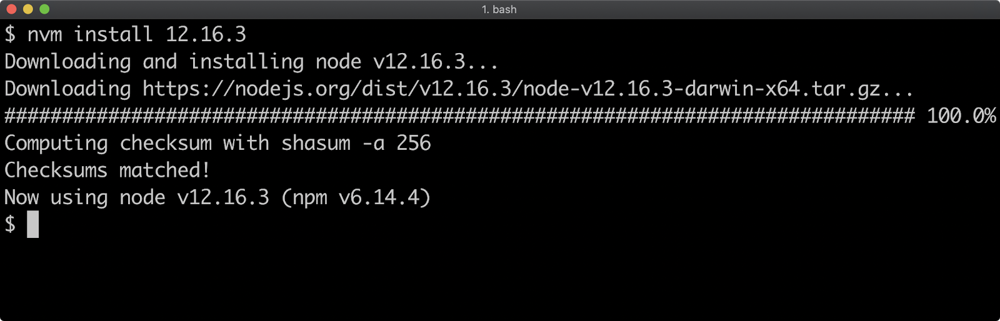 1. bash
$ nvm install 12.16.3
Downloading and installing node v12.16.3...
Downloading https://nodejs.org/dist/v12.16.3/node-v12.16.3-darwin-x64.tar.gz...
############################################################################### 100.0%
Computing checksum with shasum -a 256
Checksums matched!
Now using node v12.16.3 (npm v6.14.4)
$